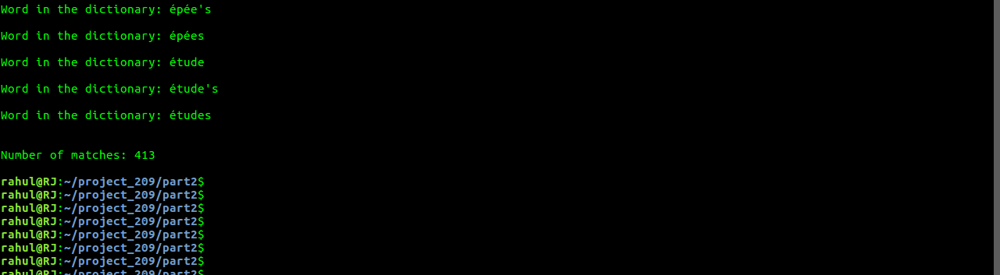 Word in the dictionary: épée's
Word in the dictionary: épées
Word in the dictionary: étude
Word in the dictionary: étude's
Word in the dictionary: études
Number of matches: 413
rahul@RJ:~/project_209/part2$
rahul@RJ:~/project_209/part2$
rahul@RJ:~/project_209/part2$
rahul@RJ:~/project_209/part2$
rahul@RJ:~/project_209/part2$
rahul@RJ:~/project_209/part2$
rahul@RJ:~/project_209/part2$
rahul@RJ:~/project_209/part2$